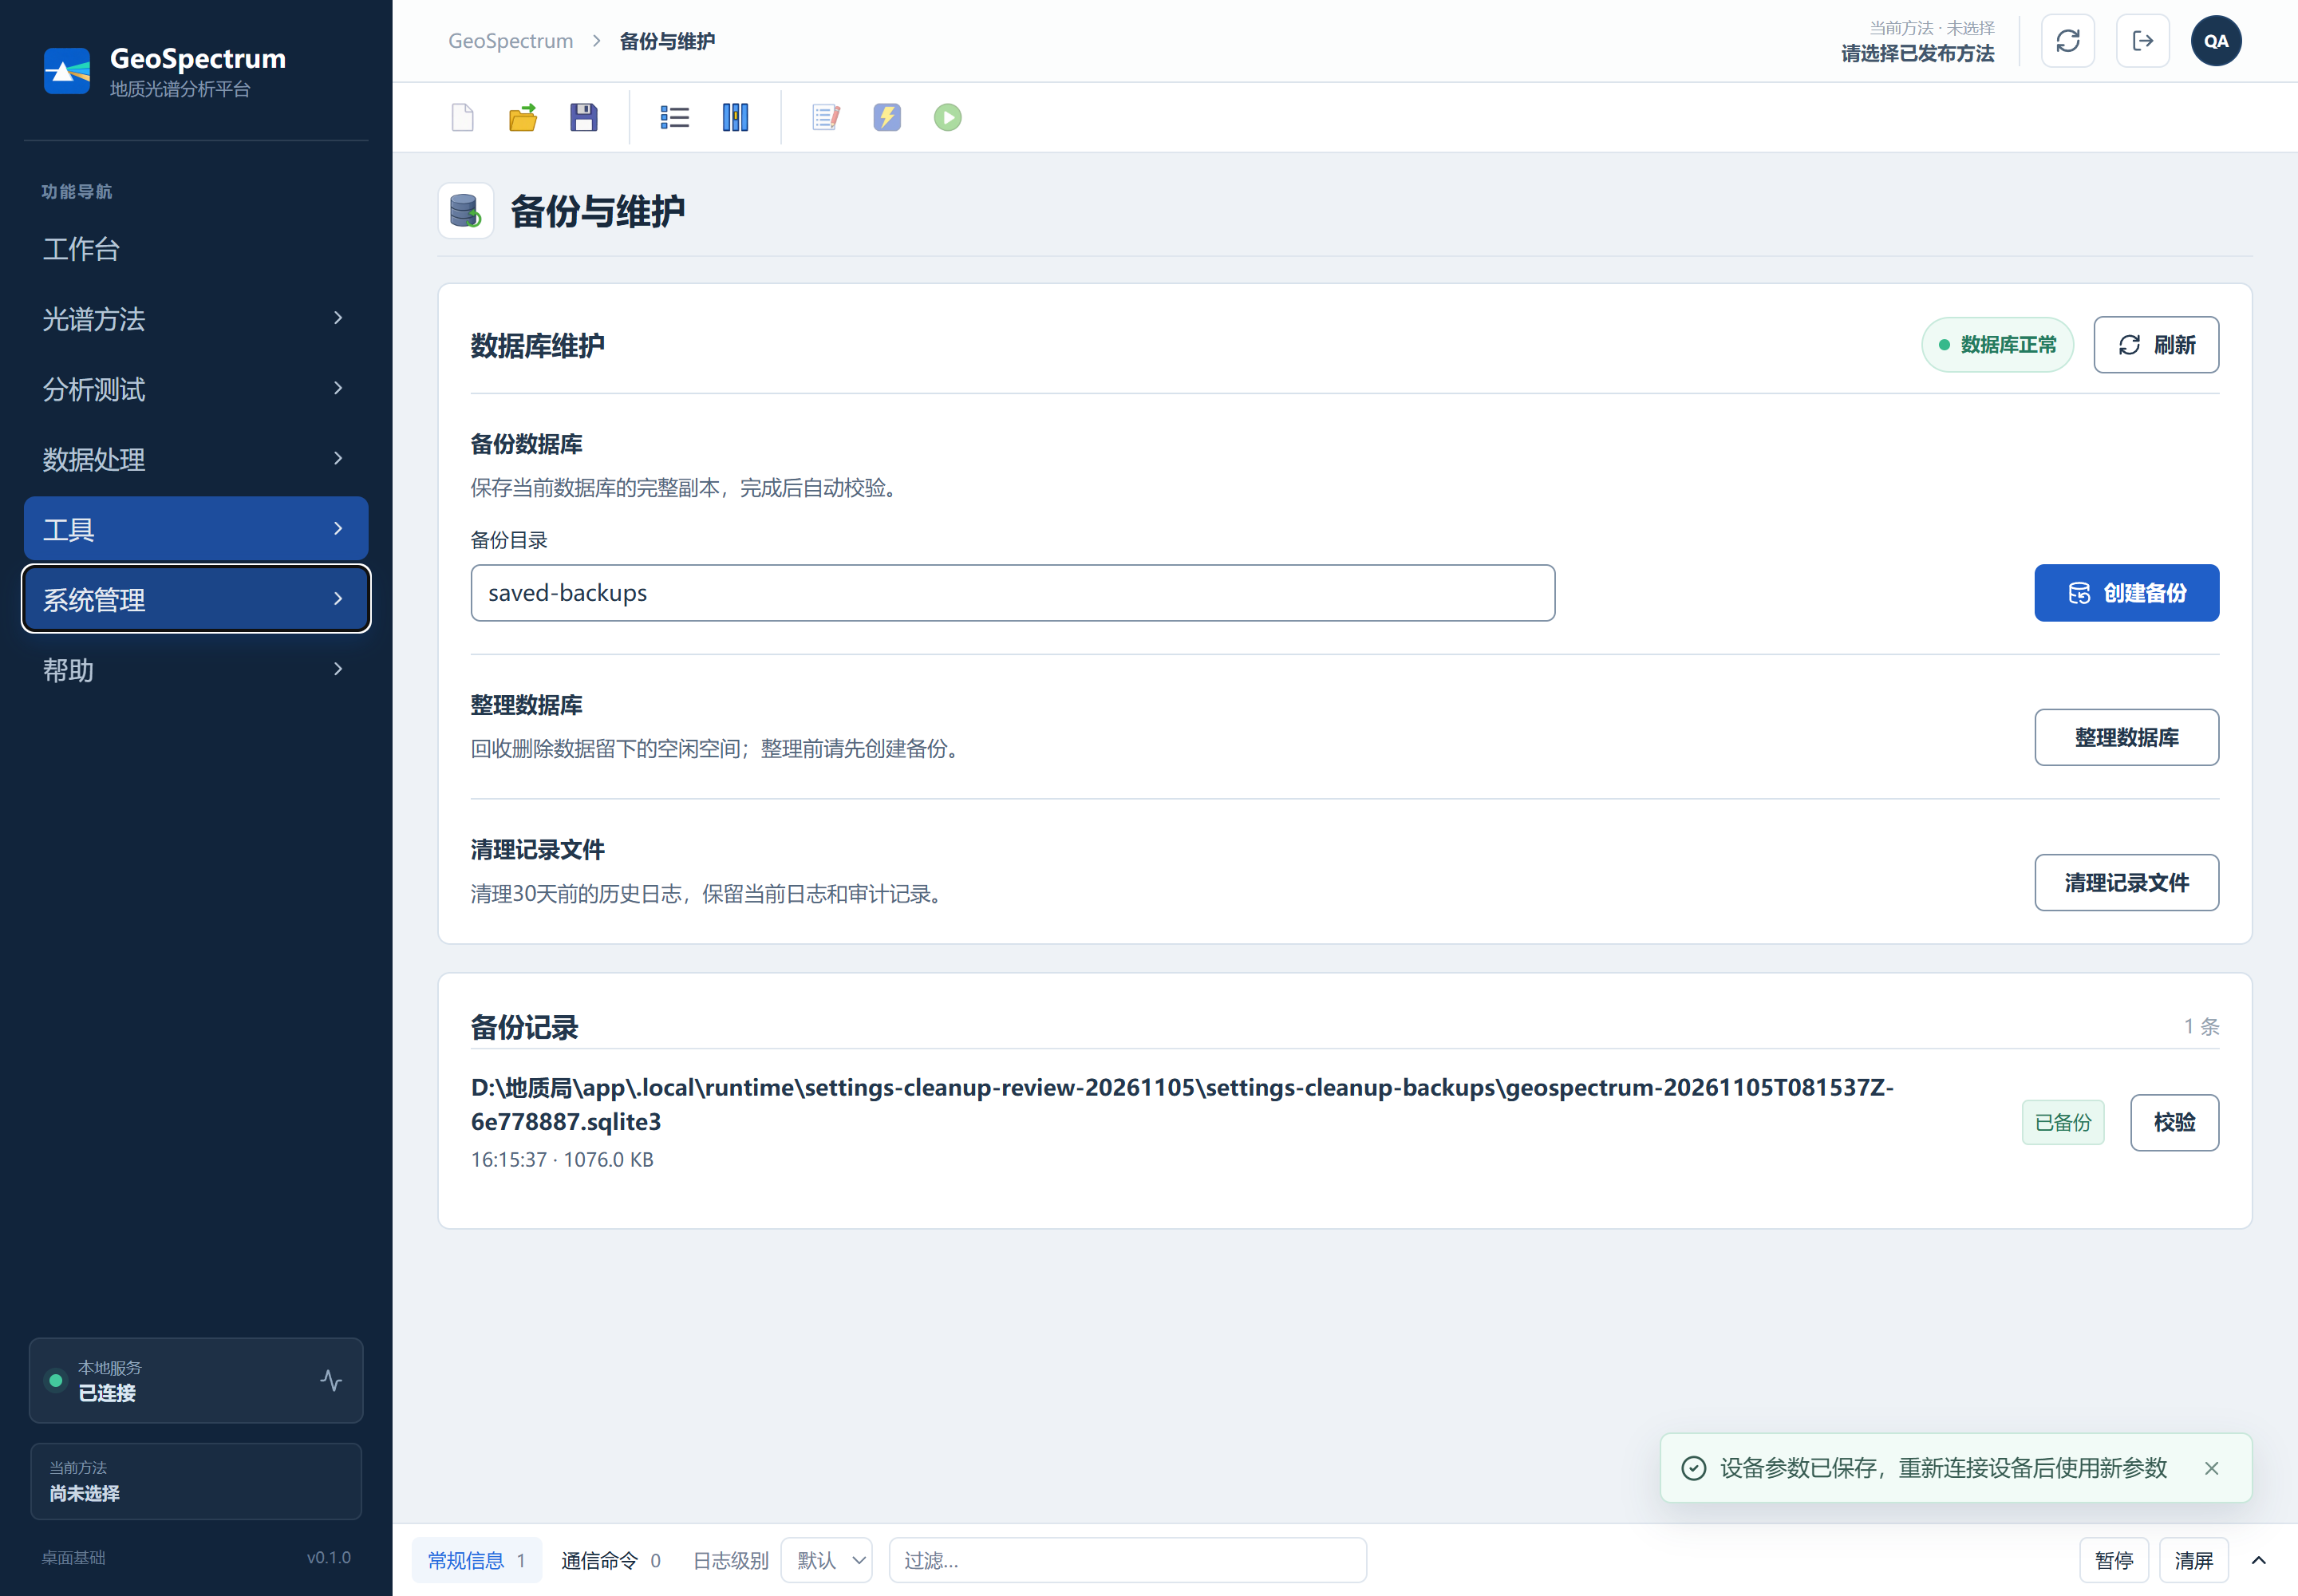 GeoSpectrum
地质光谱分析平台
功能导航
工作台
光谱方法
分析测试
数据处理
工具
系统管理
帮助
本地服务
已连接
当前方法
尚未选择
桌面基础 v0.1.0
GeoSpectrum > 备份与维护
当前方法 · 未选择
请选择已发布方法
QA
备份与维护
数据库维护
数据库正常
刷新
备份数据库
保存当前数据库的完整副本，完成后自动校验。
备份目录
saved-backups
创建备份
整理数据库
回收删除数据留下的空闲空间；整理前请先创建备份。
整理数据库
清理记录文件
清理30天前的历史日志，保留当前日志和审计记录。
清理记录文件
备份记录
1 条
D:\地质局\app\.local\runtime\settings-cleanup-review-20261105\settings-cleanup-backups\geospectrum-20261105T081537Z-
6e778887.sqlite3
16:15:37 · 1076.0 KB
已备份
校验
设备参数已保存，重新连接设备后使用新参数
常规信息 1 通信命令 0 日志级别 默认 过滤... 暂停 清屏